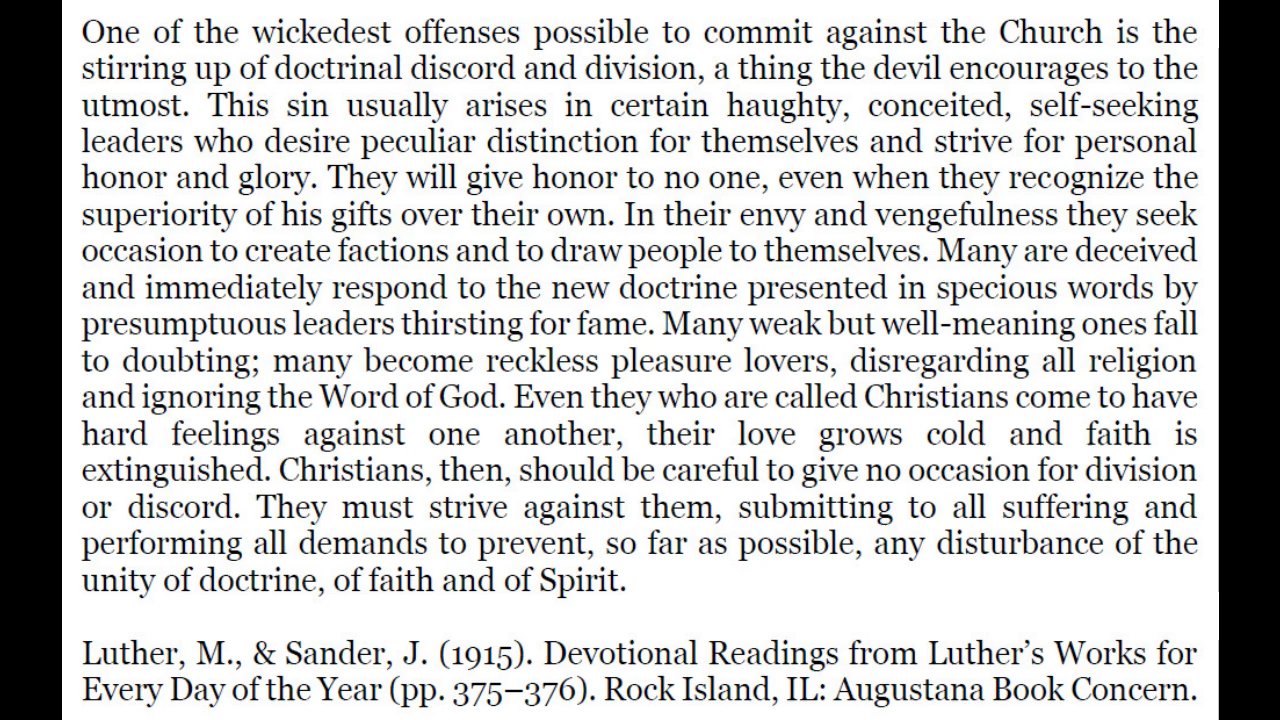 One of the wickedest offenses possible to commit against the Church is the
stirring up of doctrinal discord and division, a thing the devil encourages to the
utmost. This sin usually arises in certain haughty, conceited, self-seeking
leaders who desire peculiar distinction for themselves and strive for personal
honor and glory. They will give honor to no one, even when they recognize the
superiority of his gifts over their own. In their envy and vengefulness they seek
occasion to create factions and to draw people to themselves. Many are deceived
and immediately respond to the new doctrine presented in specious words by
presumptuous leaders thirsting for fame. Many weak but well-meaning ones fall
to doubting; many become reckless pleasure lovers, disregarding all religion
and ignoring the Word of God. Even they who are called Christians come to have
hard feelings against one another, their love grows cold and faith is
extinguished. Christians, then, should be careful to give no occasion for division
or discord. They must strive against them, submitting to all suffering and
performing all demands to prevent, so far as possible, any disturbance of the
unity of doctrine, of faith and of Spirit.
Luther, M., & Sander, J. (1915). Devotional Readings from Luther’s Works for
Every Day of the Year (pp. 375–376). Rock Island, IL: Augustana Book Concern.